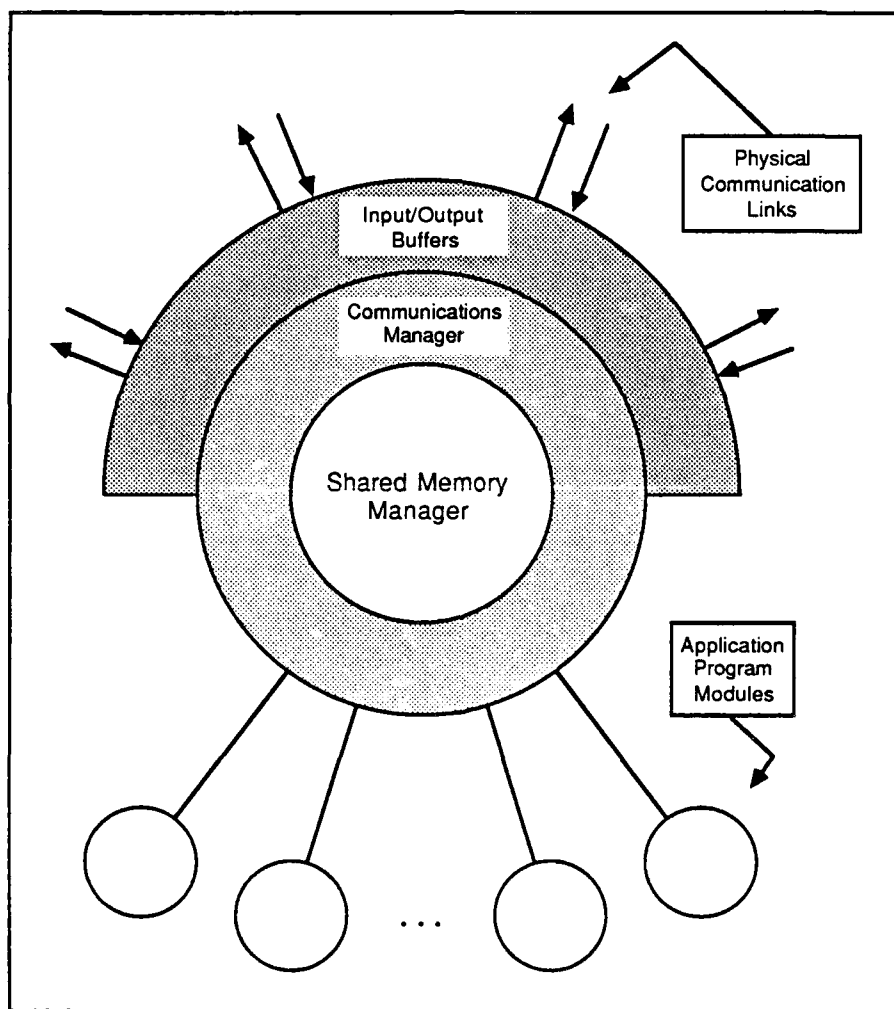 Physical
Communication
Links
Input/Output
Buffers
Communications
Manager
Shared Memory
Manager
Application
Program
Modules
. . .